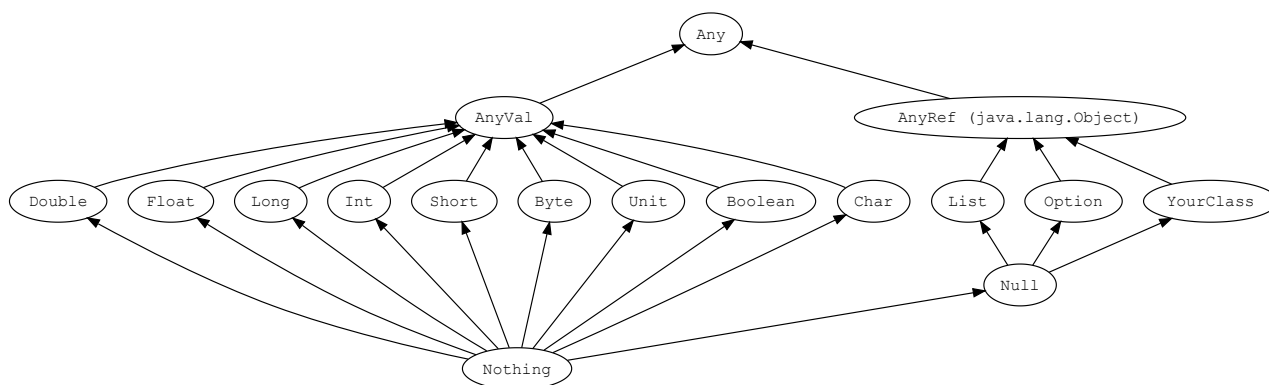 Any
AnyVal
AnyRef (java.lang.Object)
Double
Float
Long
Int
Short
Byte
Unit
Boolean
Char
List
Option
YourClass
Null
Nothing